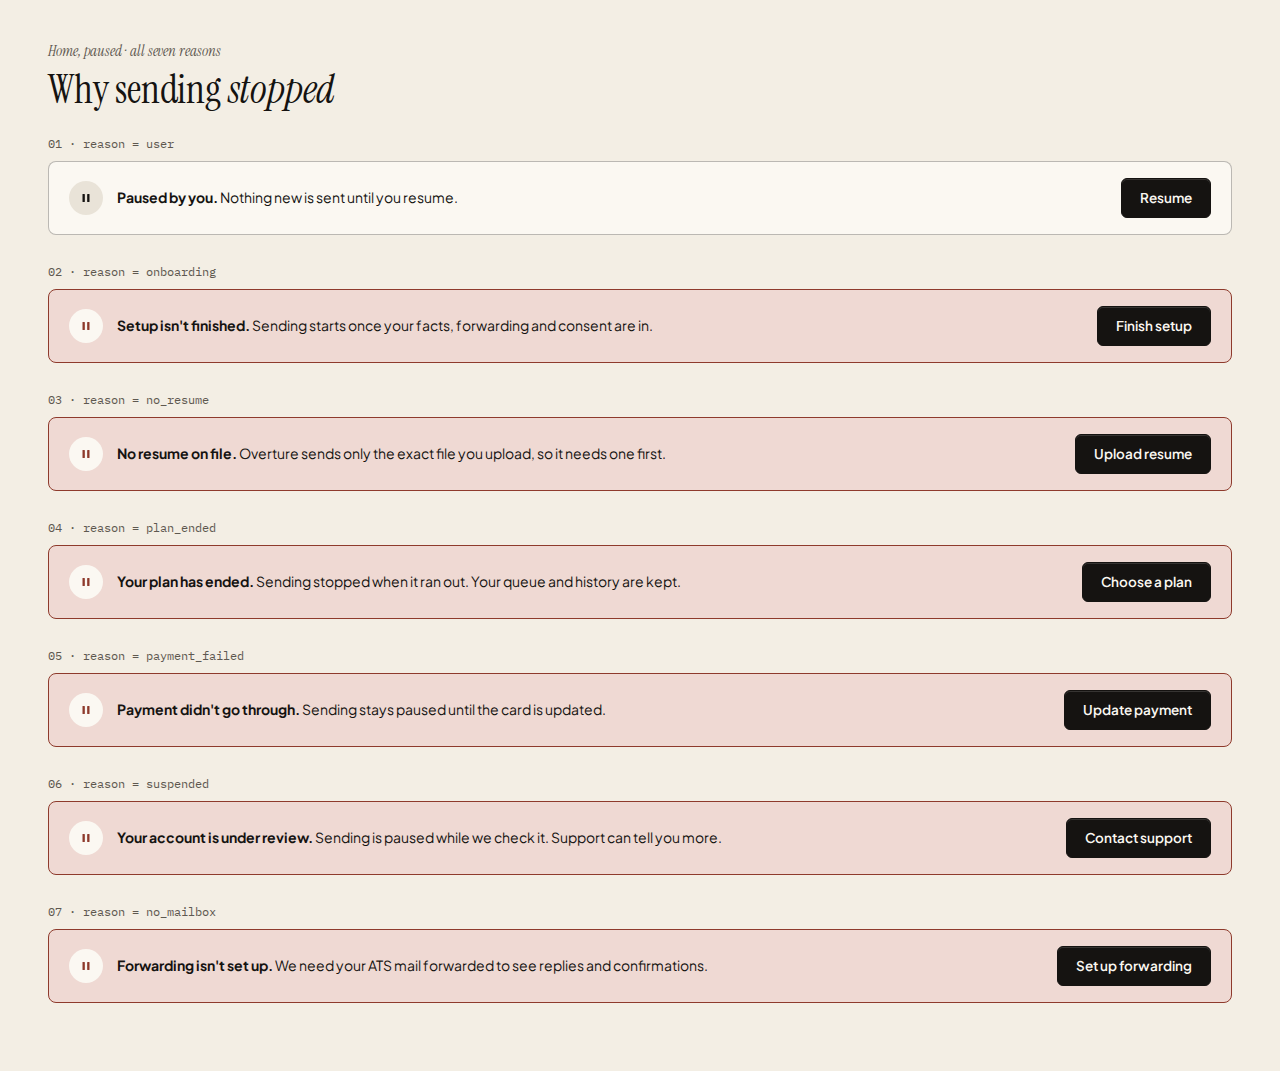 Home, paused · all seven reasons
Why sending stopped
01 · reason = user
Paused by you. Nothing new is sent until you resume.
Resume
02 · reason = onboarding
Setup isn't finished. Sending starts once your facts, forwarding and consent are in.
Finish setup
03 · reason = no_resume
No resume on file. Overture sends only the exact file you upload, so it needs one first.
Upload resume
04 · reason = plan_ended
Your plan has ended. Sending stopped when it ran out. Your queue and history are kept.
Choose a plan
05 · reason = payment_failed
Payment didn't go through. Sending stays paused until the card is updated.
Update payment
06 · reason = suspended
Your account is under review. Sending is paused while we check it. Support can tell you more.
Contact support
07 · reason = no_mailbox
Forwarding isn't set up. We need your ATS mail forwarded to see replies and confirmations.
Set up forwarding